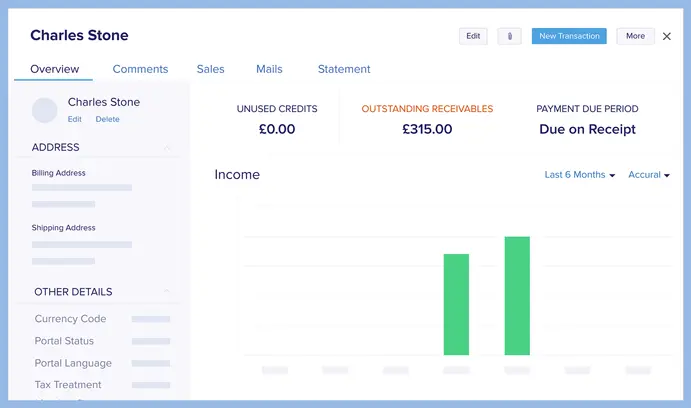 Charles Stone
Edit
New Transaction
More
Overview
Comments
Sales
Mails
Statement
Charles Stone
Edit
Delete
ADDRESS
Billing Address
Shipping Address
OTHER DETAILS
Currency Code
Portal Status
Portal Language
Tax Treatment
UNUSED CREDITS
£0.00
OUTSTANDING RECEIVABLES
£315.00
PAYMENT DUE PERIOD
Due on Receipt
Income
Last 6 Months
Accural